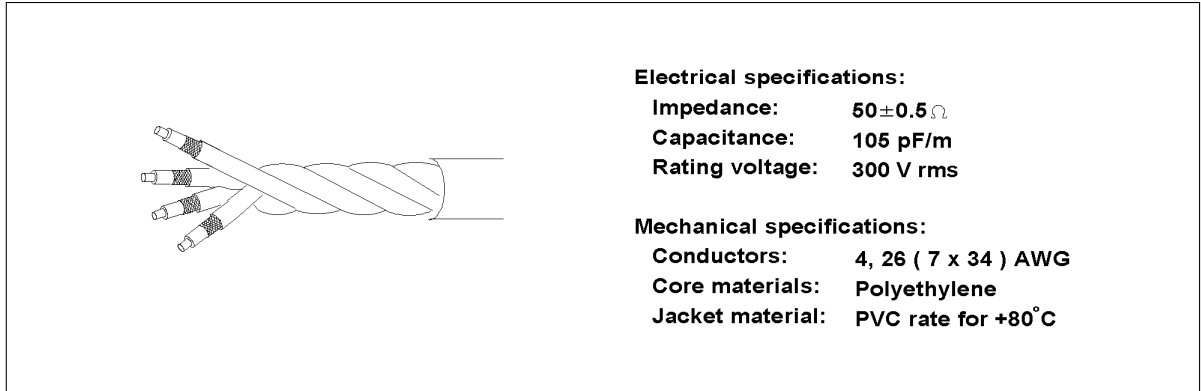 Electrical specifications:
Impedance: 50±0.5Ω
Capacitance: 105 pF/m
Rating voltage: 300 V rms
Mechanical specifications:
Conductors: 4, 26 ( 7 x 34 ) AWG
Core materials: Polyethylene
Jacket material: PVC rate for +80°C